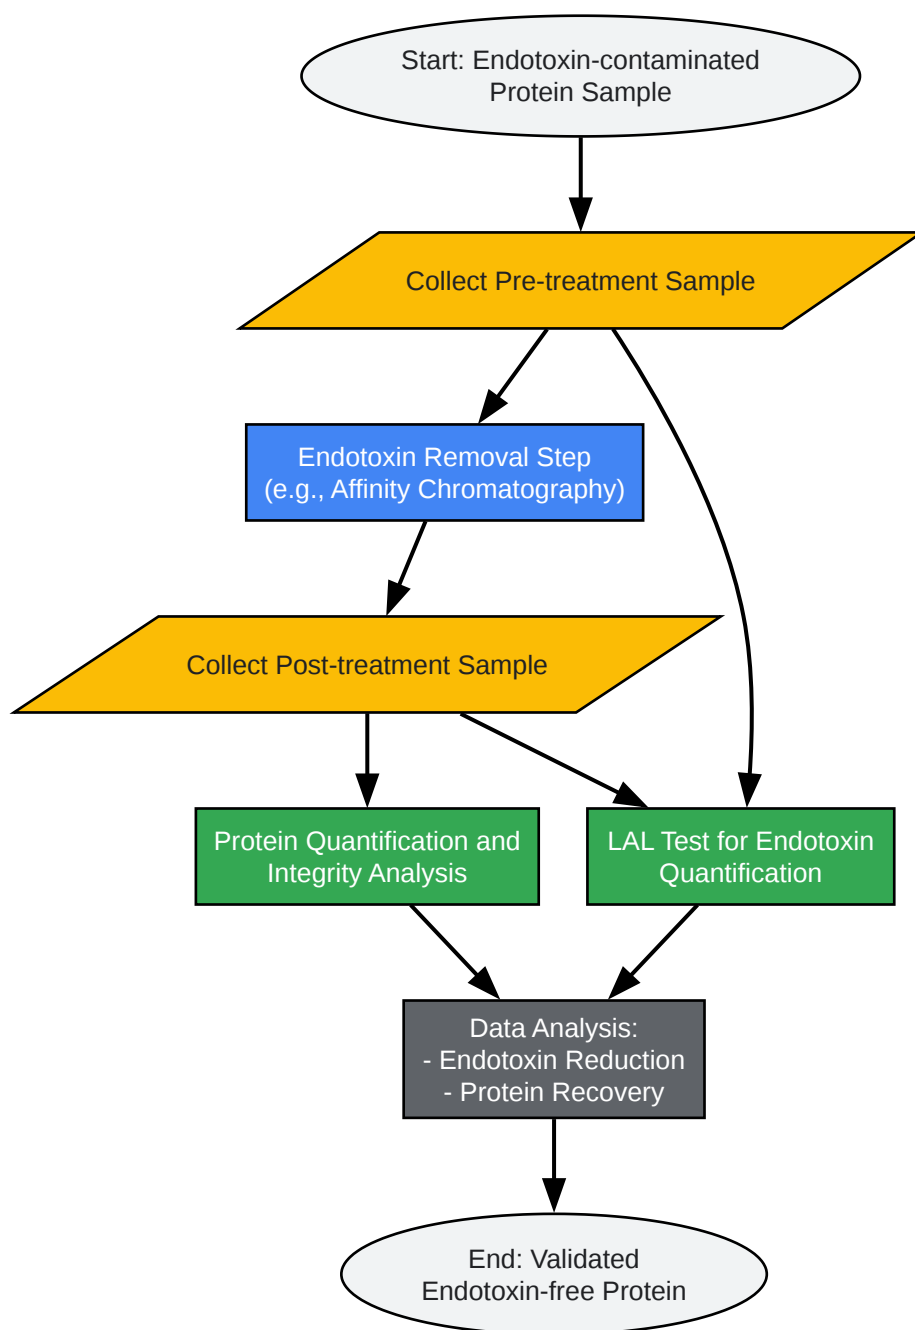 Start: Endotoxin-contaminated
Protein Sample
Collect Pre-treatment Sample
Endotoxin Removal Step
(e.g., Affinity Chromatography)
Collect Post-treatment Sample
Protein Quantification and
Integrity Analysis
LAL Test for Endotoxin
Quantification
Data Analysis:
- Endotoxin Reduction
- Protein Recovery
End: Validated
Endotoxin-free Protein